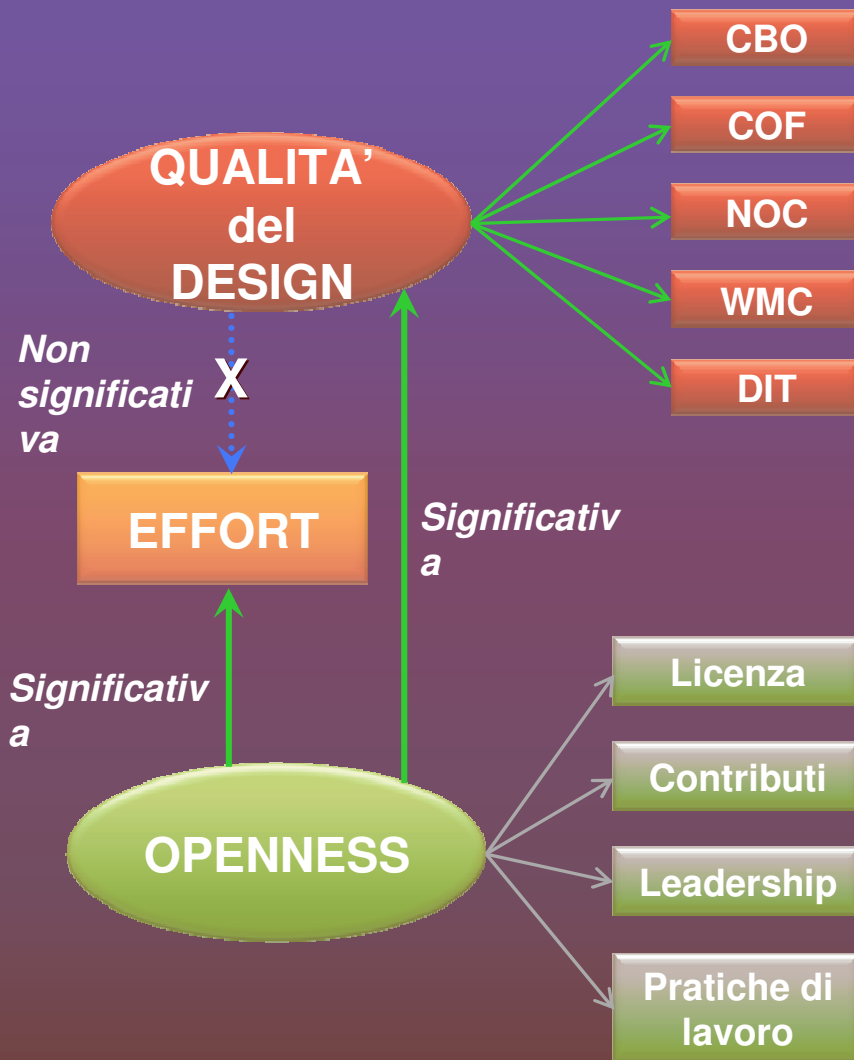 CBO
COF
NOC
WMC
DIT
QUALITA’
del
DESIGN
Non
significati
va
X
EFFORT
Significativ
a
Significativ
a
OPENNESS
Licenza
Contributi
Leadership
Pratiche di
lavoro